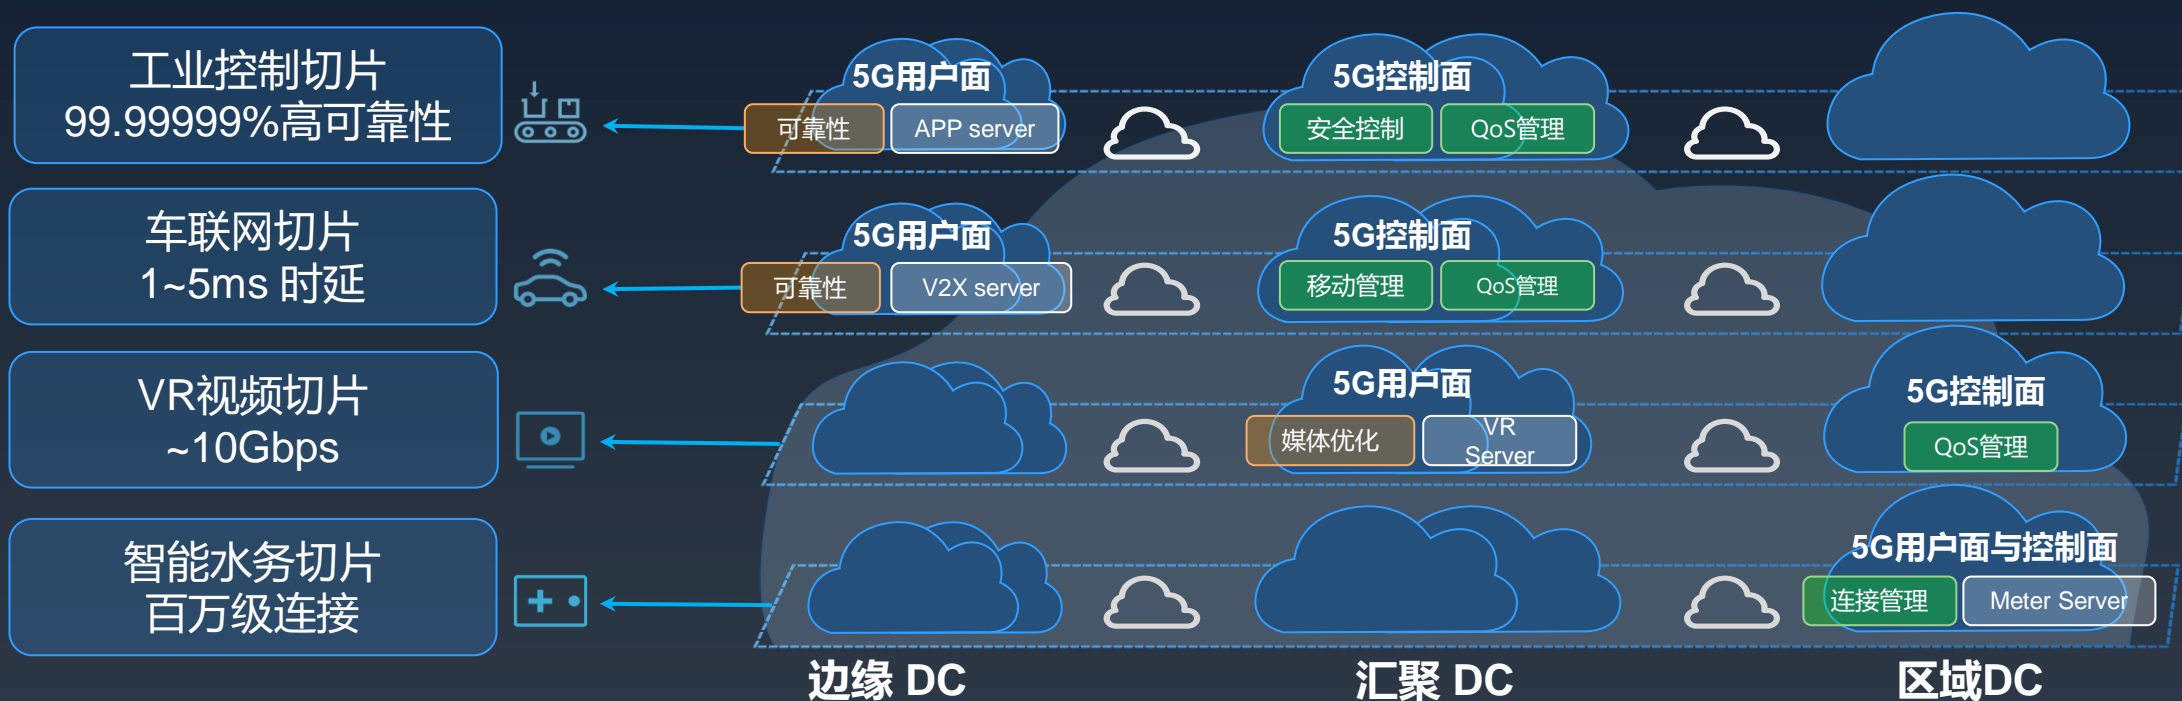 工业控制切片
99.99999%高可靠性
5G用户面
可靠性
APP server
5G控制面
安全控制
QoS管理
车联网切片
1~5ms 时延
5G用户面
可靠性
V2X server
5G控制面
移动管理
QoS管理
VR视频切片
~10Gbps
5G用户面
媒体优化
VR
Server
5G控制面
QoS管理
智能水务切片
百万级连接
5G用户面与控制面
连接管理
Meter Server
边缘 DC
汇聚 DC
区域DC